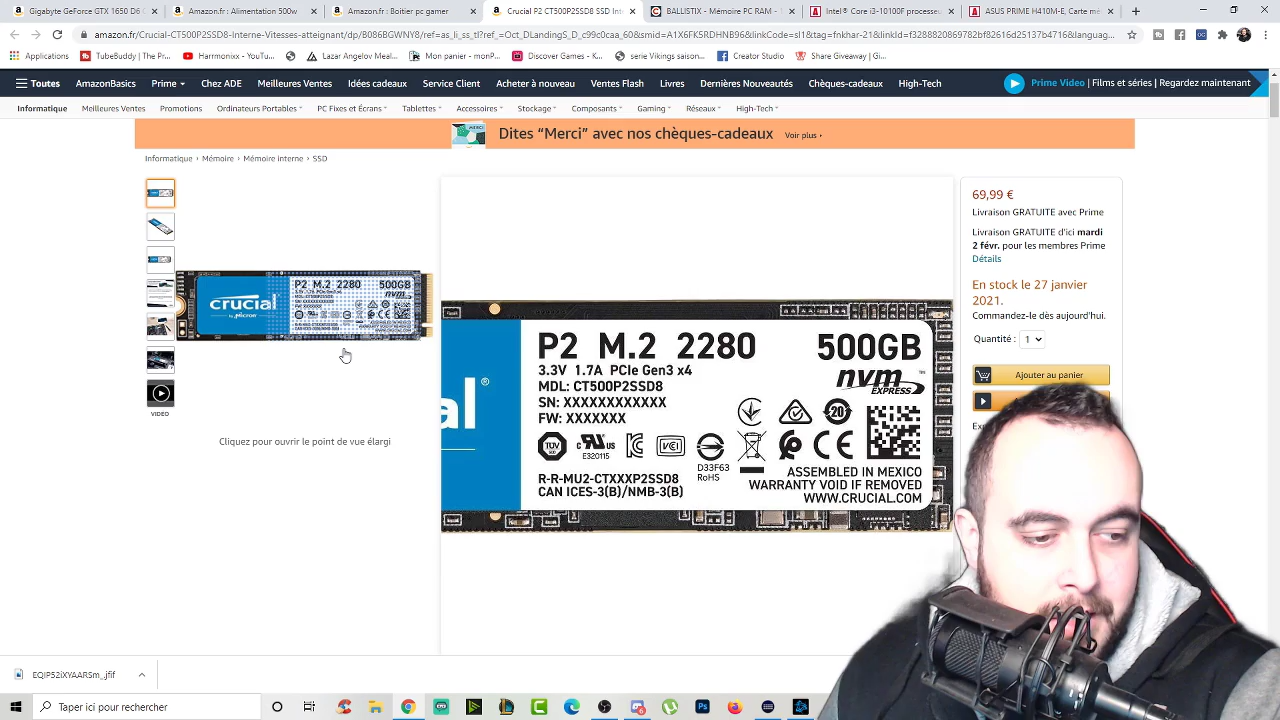 Gigabyte GeForce GTX 1650 D6 C
Amazon.fr: Alimentation 500w
Amazon.fr : Boitier pc gamer
Crucial P2 CT500P2SSD8 SSD Inte
BALLISTIX - Mémoire PC RAM -
Intel® Core i3-10100F processeu
ASUS PRIME H410M-E, Carte mè
Applications
TubeBuddy | The Pr...
Harmonixx - YouTu...
Lazar Angelov Meal...
Mon panier - monP...
Discover Games - E...
serie Vikings saison...
Creator Studio
Share Giveaway | Gi...
Toutes
AmazonBasics
Prime
Chez ADE
Meilleures Ventes
Idées cadeaux
Service Client
Acheter à nouveau
Ventes Flash
Livres
Dernières Nouveautés
Chèques-cadeaux
High-Tech
Prime Video | Films et séries | Regardez maintenant
Informatique
Meilleures Ventes
Promotions
Ordinateurs Portables
PC Fixes et Écrans
Tablettes
Accessoires
Stockage
Composants
Gaming
Réseaux
High-Tech
Dites “Merci” avec nos chèques-cadeaux
Voir plus ›
Informatique › Mémoire › Mémoire interne › SSD
crucial
by Micron
P2 M.2 2280 500GB
VIDEO
Cliquez pour ouvrir le point de vue élargi
al®
P2 M.2 2280 500GB
3.3V 1.7A PCIe Gen3 x4
nvm
EXPRESS
MDL: CT500P2SSD8
SN: XXXXXXXXXXXX
FW: XXXXXXX
20
E320115
VCI
D33F63
RoHS
R-R-MU2-CTXXXP2SSD8
CAN ICES-3(B)/NMB-3(B)
ASSEMBLED IN MEXICO
WARRANTY VOID IF REMOVED
WWW.CRUCIAL.COM
69,99 €
Livraison GRATUITE avec Prime
Livraison GRATUITE d'ici mardi
2 févr. pour les membres Prime
Détails
En stock le 27 janvier
2021.
Commandez-le dès aujourd'hui.
Quantité : 1
Ajouter au panier
EQIP52iXYAARSm_.jfif
Taper ici pour rechercher